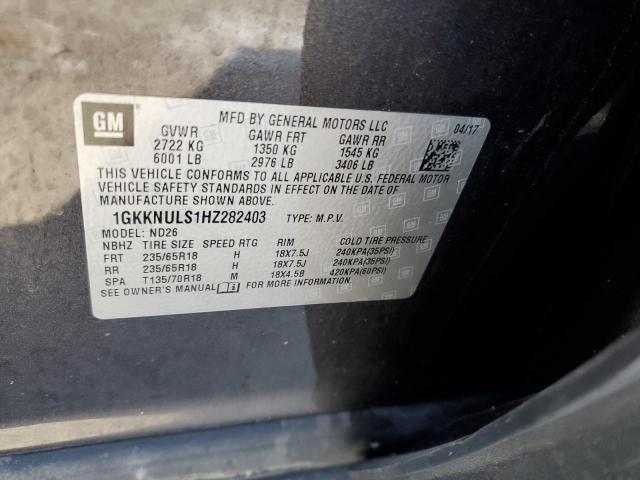 GM
MFD BY GENERAL MOTORS LLC 04/17
GVWR GAWR FRT GAWR RR
2722 KG 1350 KG 1545 KG
6001 LB 2976 LB 3406 LB
THIS VEHICLE CONFORMS TO ALL APPLICABLE U.S. FEDERAL MOTOR
VEHICLE SAFETY STANDARDS IN EFFECT ON THE DATE OF
MANUFACTURE SHOWN ABOVE.
1GKKNULS1HZ282403 TYPE: M.P.V.
MODEL: ND26
NBHZ TIRE SIZE SPEED RTG RIM COLD TIRE PRESSURE
FRT 235/65R18 H 18X7.5J 240KPA(35PSI)
RR 235/65R18 H 18X7.5J 240KPA(35PSI)
SPA T135/70R18 M 18X4.5B 420KPA(60PSI)
SEE OWNER'S MANUAL FOR MORE INFORMATION.